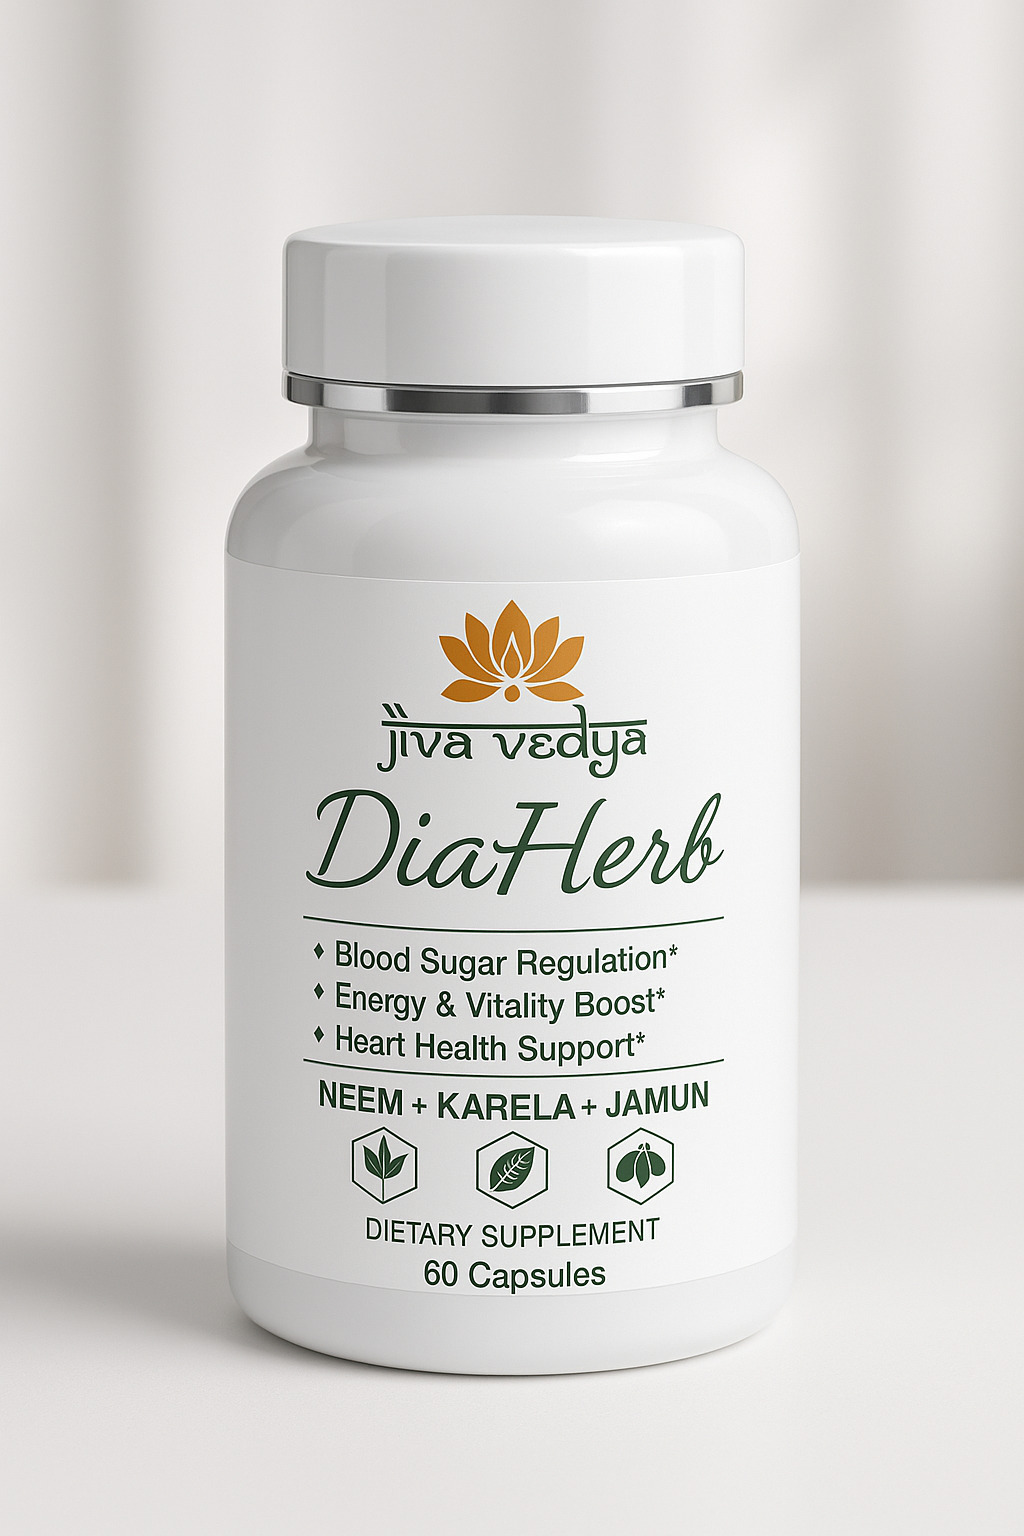 jiva vedya
DiaHerb
♦ Blood Sugar Regulation*
♦ Energy & Vitality Boost*
♦ Heart Health Support*
NEEM + KARELA + JAMUN
DIETARY SUPPLEMENT
60 Capsules